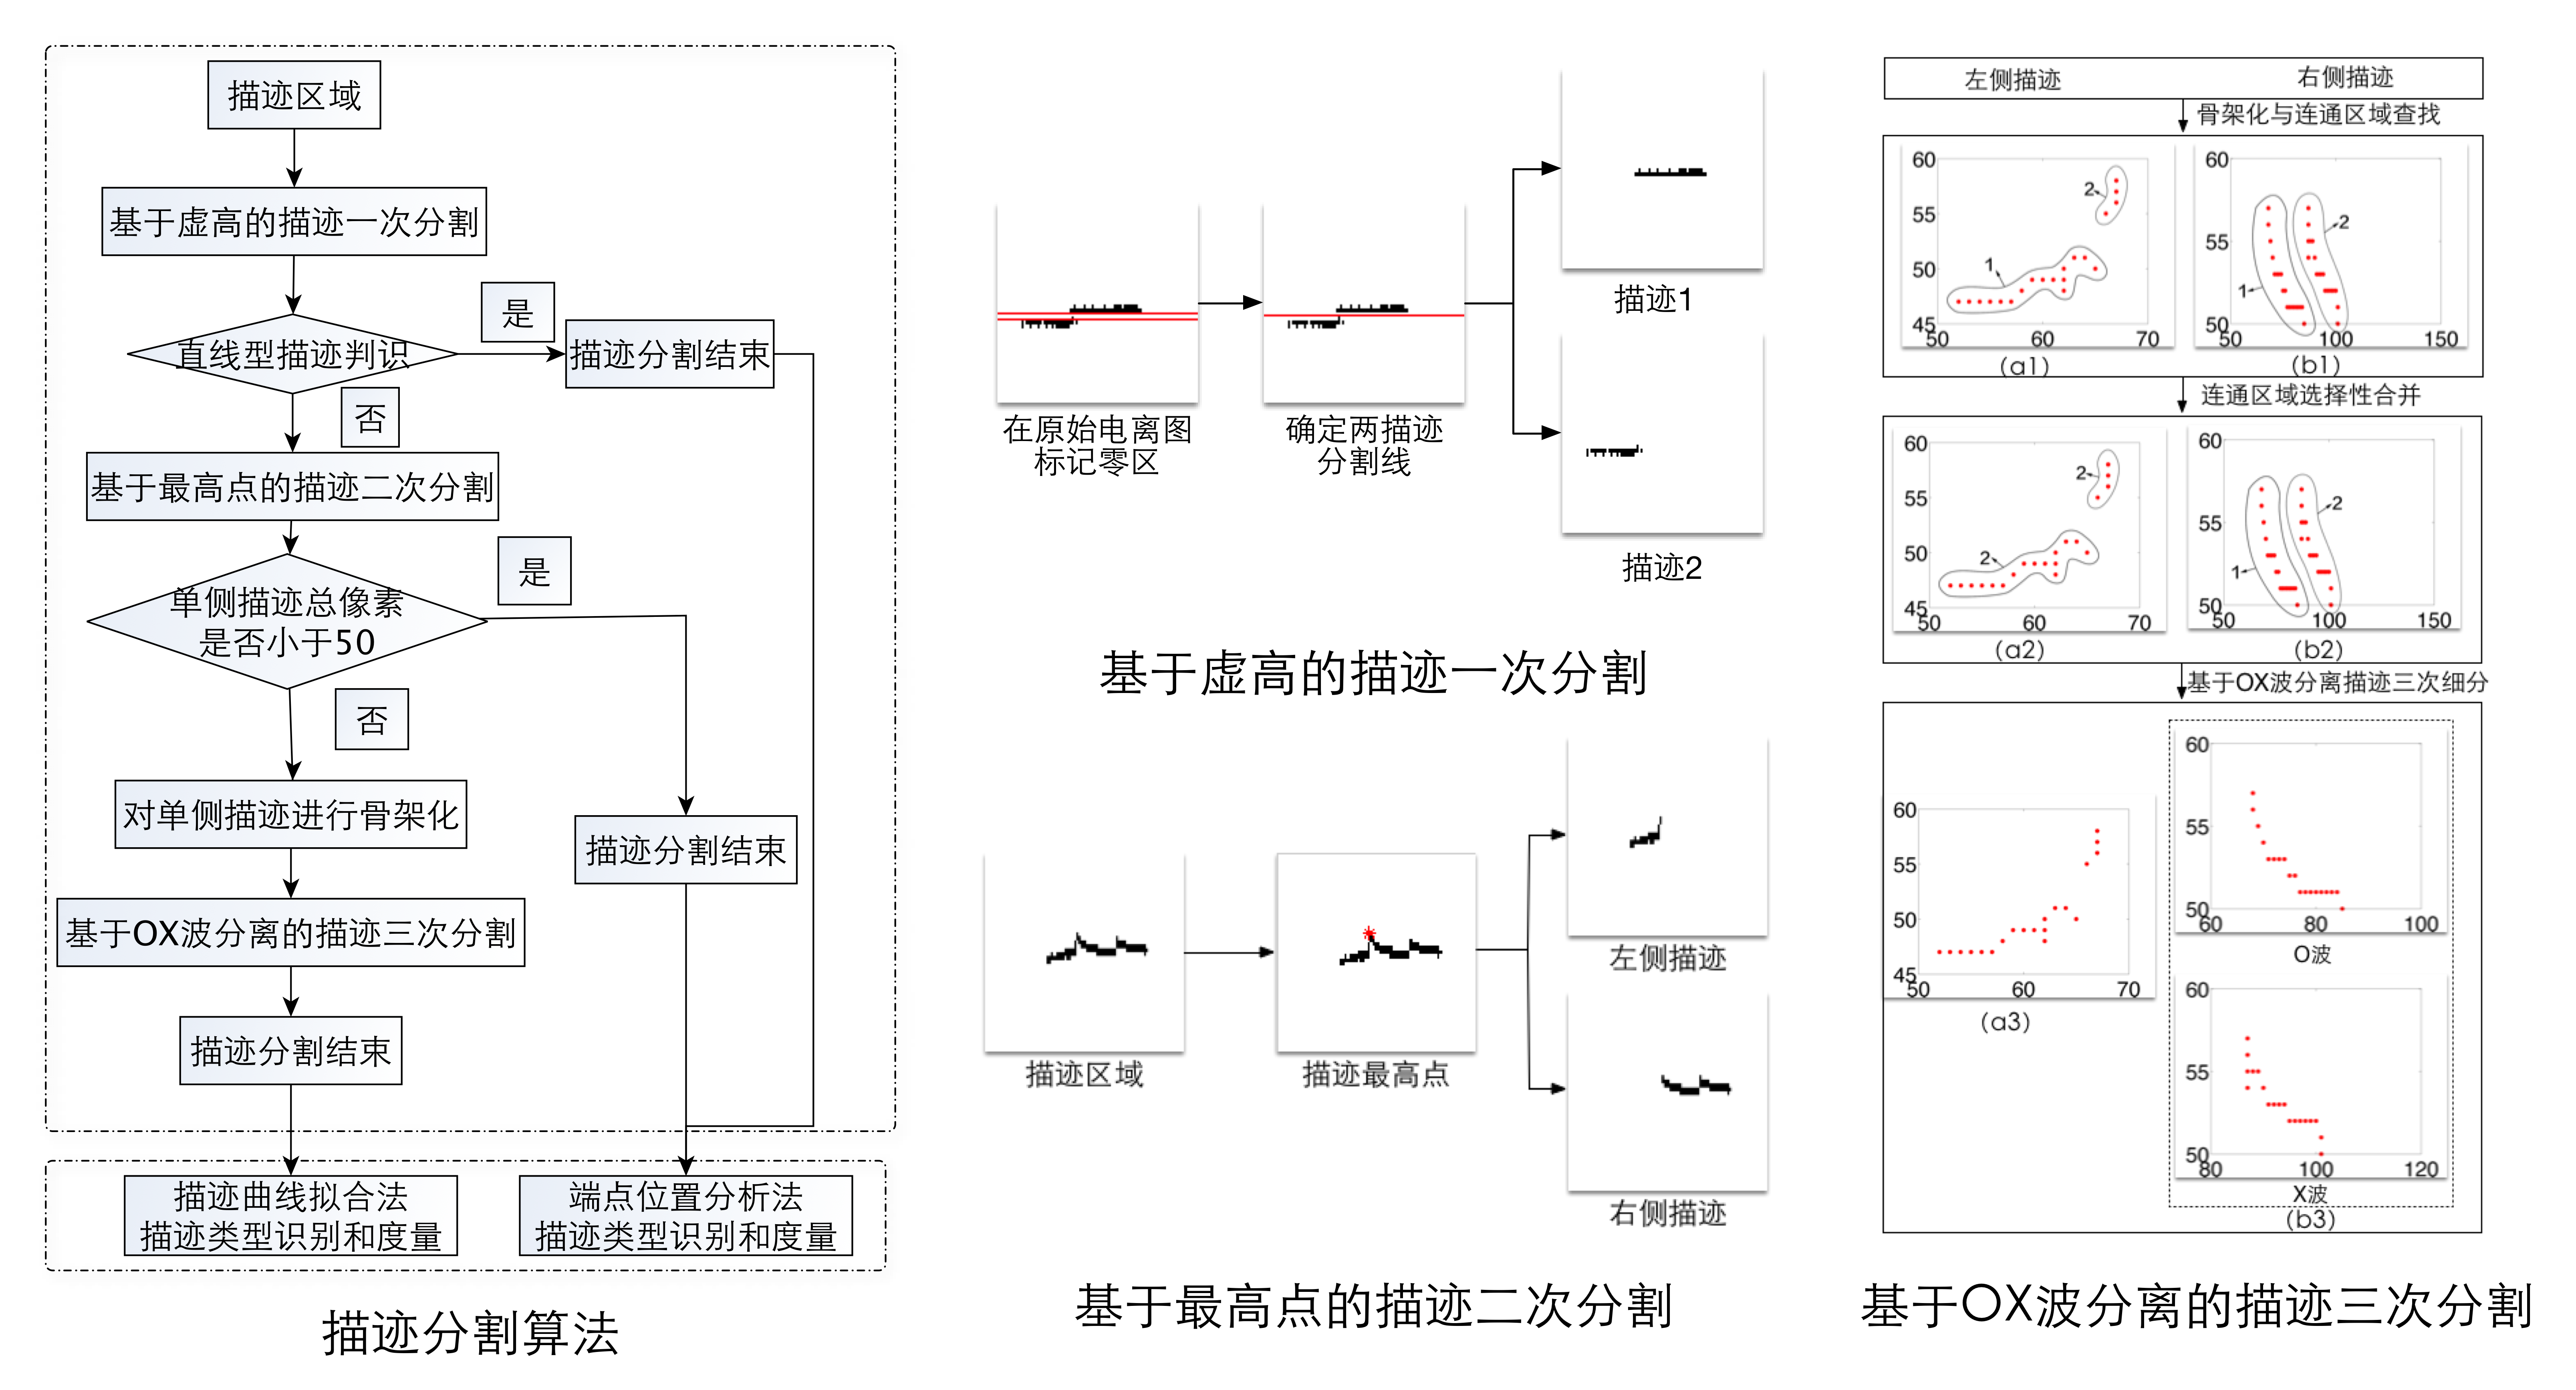 描迹区域
基于虚高的描迹一次分割
是
直线型描迹判识
描迹分割结束
否
基于最高点的描迹二次分割
是
单侧描迹总像素
是否小于50
否
对单侧描迹进行骨架化
描迹分割结束
基于OX波分离的描迹三次分割
描迹分割结束
描迹曲线拟合法
描迹类型识别和度量
端点位置分析法
描迹类型识别和度量
描迹分割算法
在原始电离图
标记零区
确定两描迹
分割线
描迹1
描迹2
基于虚高的描迹一次分割
描迹区域
描迹最高点
左侧描迹
右侧描迹
基于最高点的描迹二次分割
左侧描迹
右侧描迹
骨架化与连通区域查找
60
55
50
45
50
60
70
1
2
(a1)
60
55
50
50
100
150
1
2
(b1)
连通区域选择性合并
60
55
50
45
50
60
70
2
2
(a2)
60
55
50
50
100
150
1
2
(b2)
基于OX波分离描迹三次细分
60
55
50
45
50
60
70
(a3)
60
55
50
60
80
100
O波
60
55
50
80
100
120
X波
(b3)
基于OX波分离的描迹三次分割